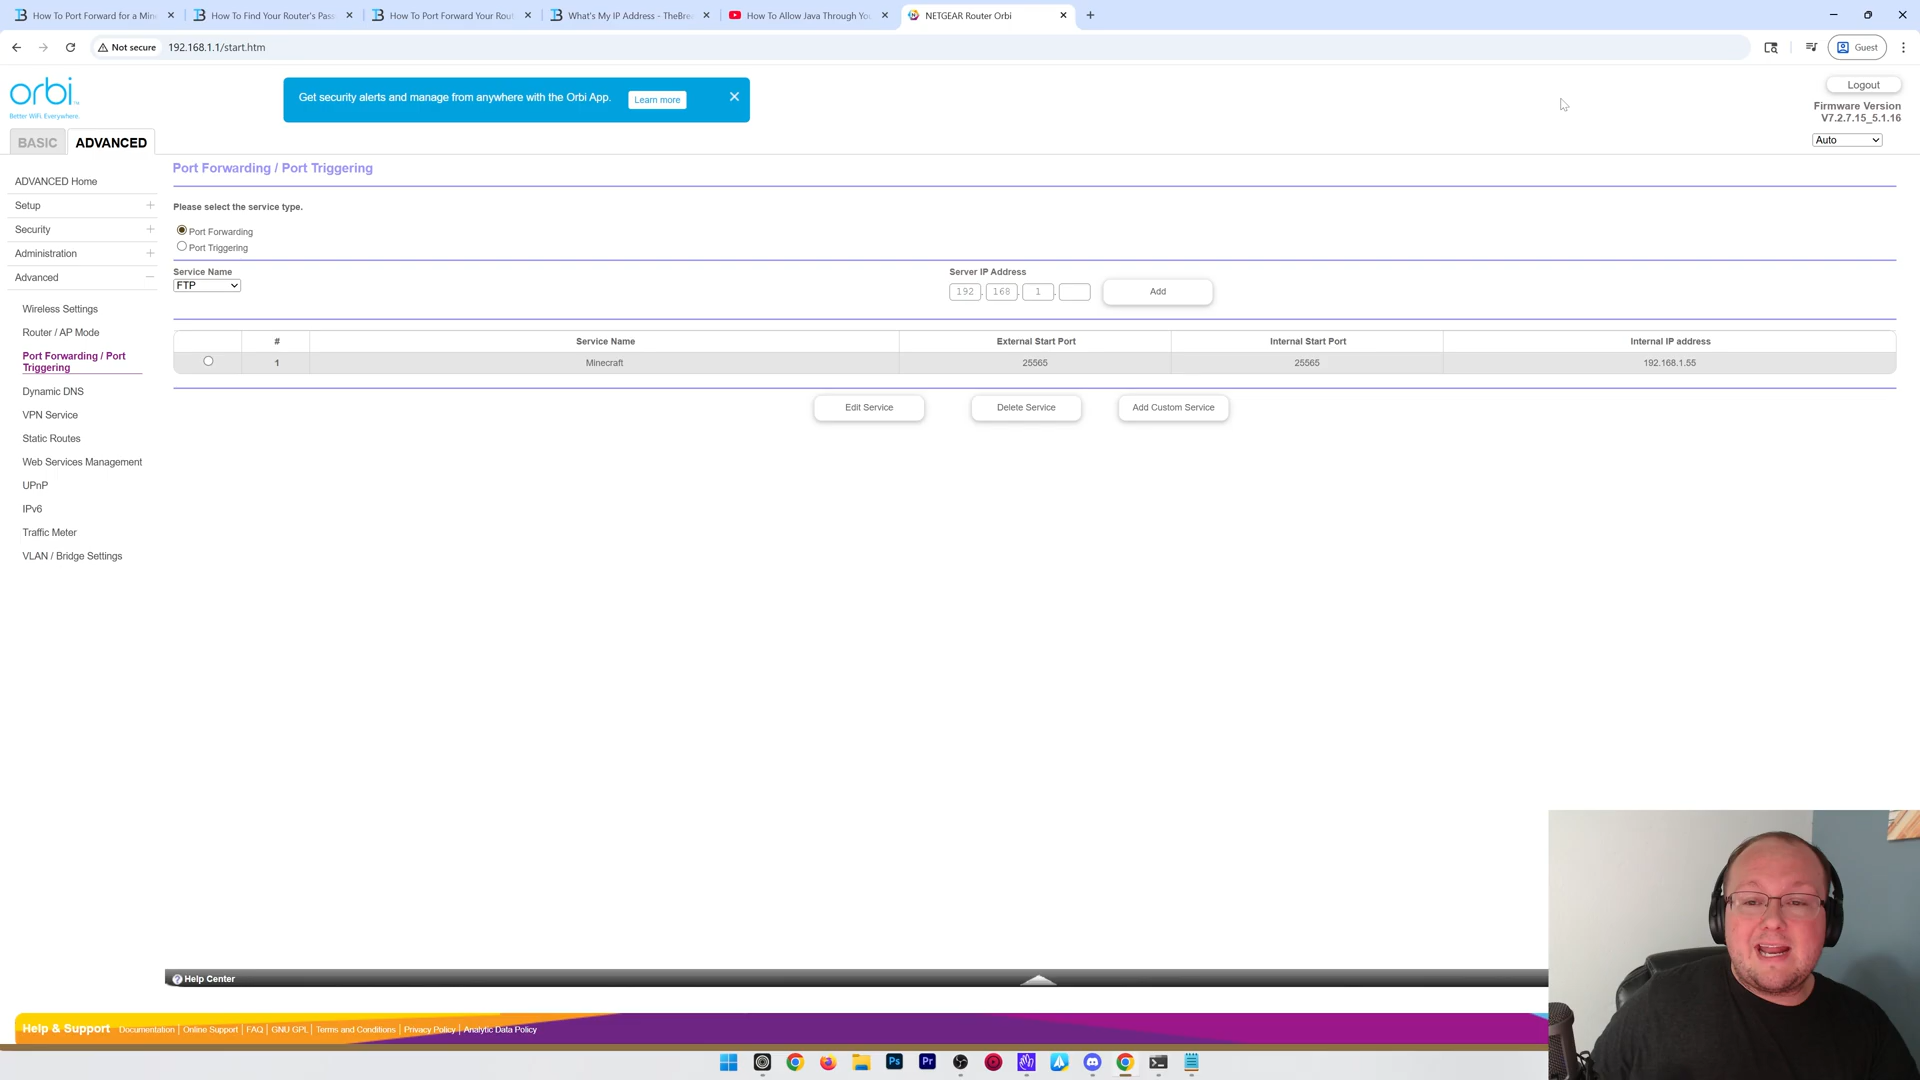 How To Port Forward for a Min
How To Find Your Router's Pass
How To Port Forward Your Rout
What's My IP Address - TheBre
How To Allow Java Through Yo
NETGEAR Router Orbi
Not secure
192.168.1.1/start.htm
Guest
orbi
Better WiFi. Everywhere.
Get security alerts and manage from anywhere with the Orbi App.
Learn more
Logout
Firmware Version
V7.2.7.15_5.1.16
Auto
BASIC
ADVANCED
ADVANCED Home
Setup
Security
Administration
Advanced
Wireless Settings
Router / AP Mode
Port Forwarding / Port
Triggering
Dynamic DNS
VPN Service
Static Routes
Web Services Management
UPnP
IPv6
Traffic Meter
VLAN / Bridge Settings
Port Forwarding / Port Triggering
Please select the service type.
Port Forwarding
Port Triggering
Service Name
FTP
Server IP Address
192 . 168 . 1 .
Add
# Service Name External Start Port Internal Start Port Internal IP address
1 Minecraft 25565 25565 192.168.1.55
Edit Service
Delete Service
Add Custom Service
Help Center
Help & Support Documentation | Online Support | FAQ | GNU GPL | Terms and Conditions | Privacy Policy | Analytic Data Policy
Ps
Pr